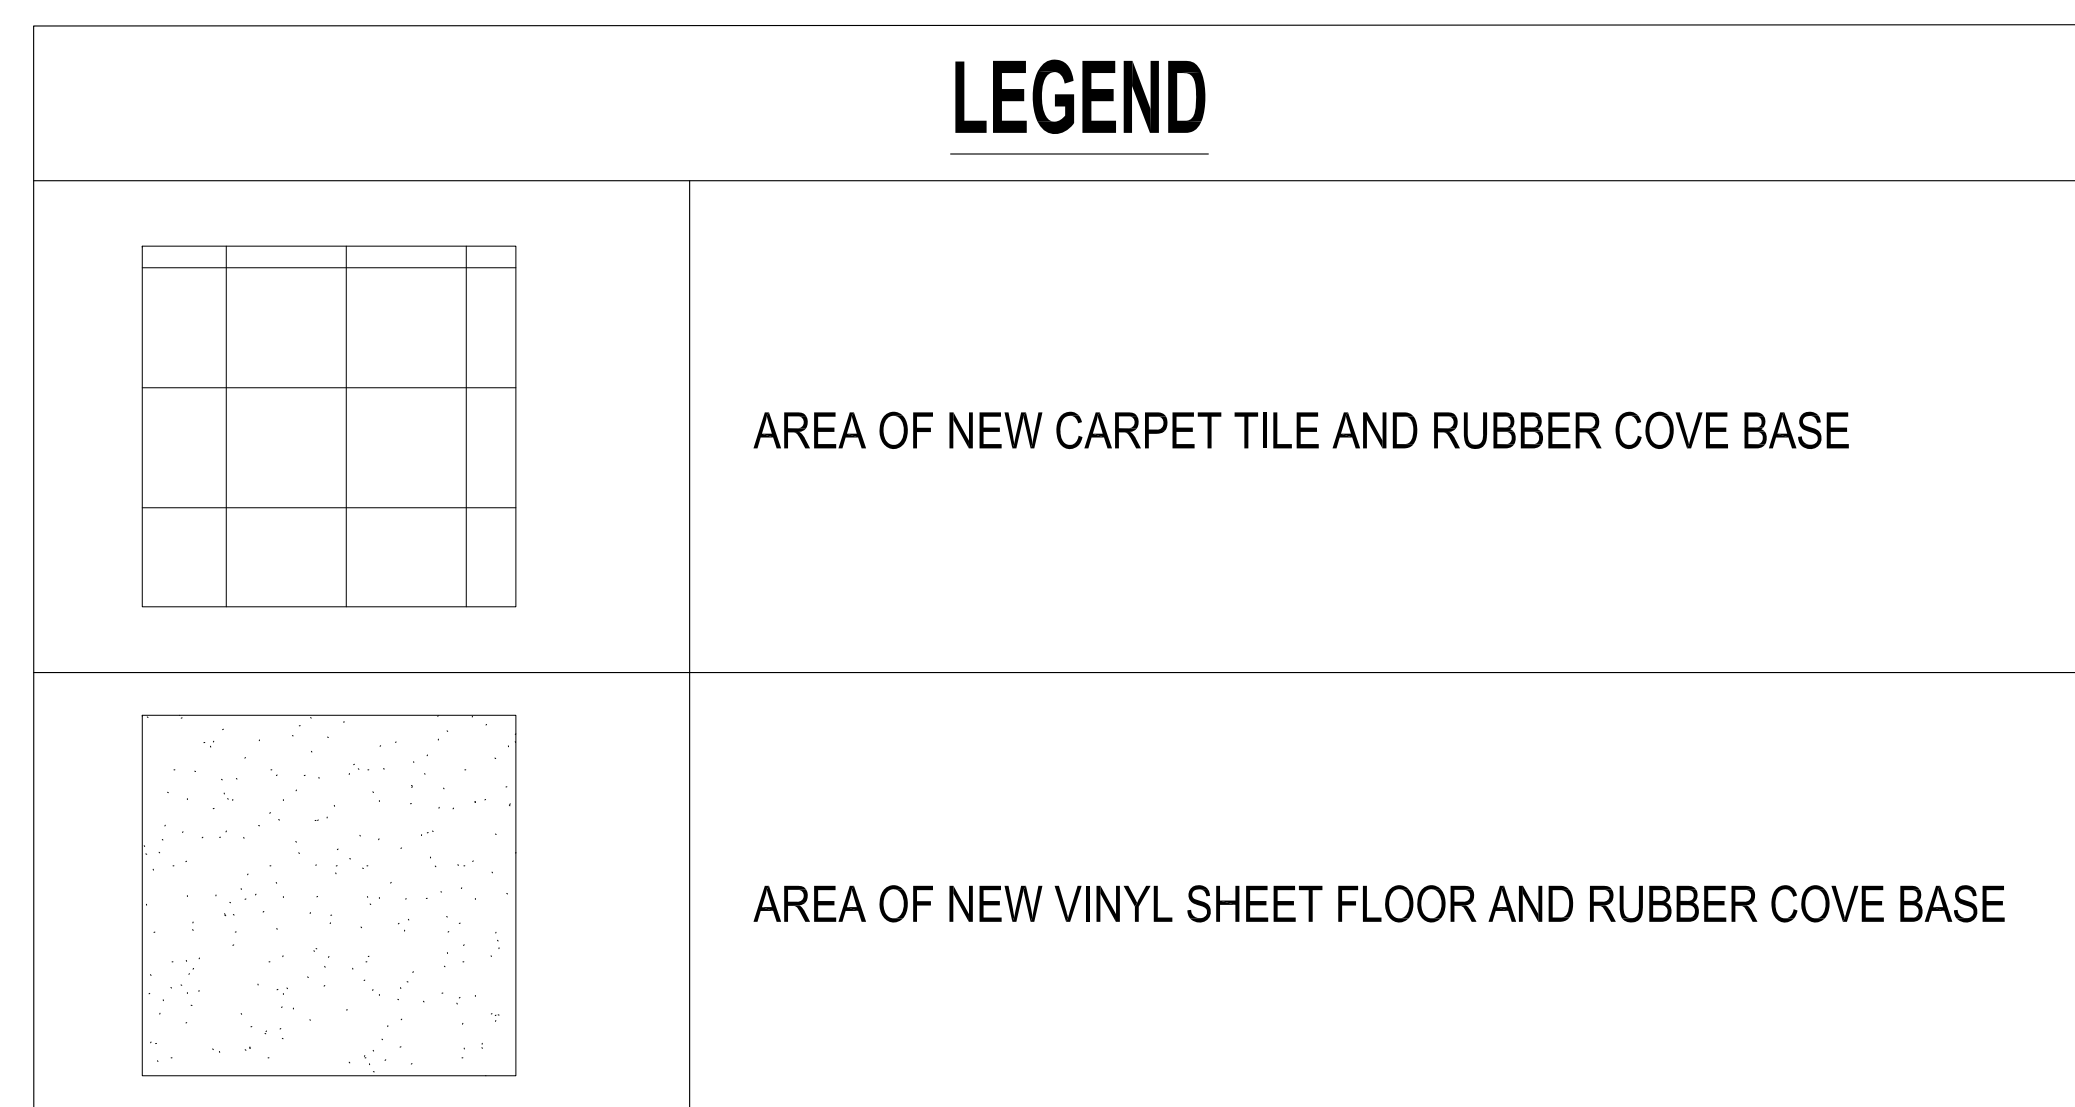 LEGEND
AREA OF NEW CARPET TILE AND RUBBER COVE BASE
AREA OF NEW VINYL SHEET FLOOR AND RUBBER COVE BASE